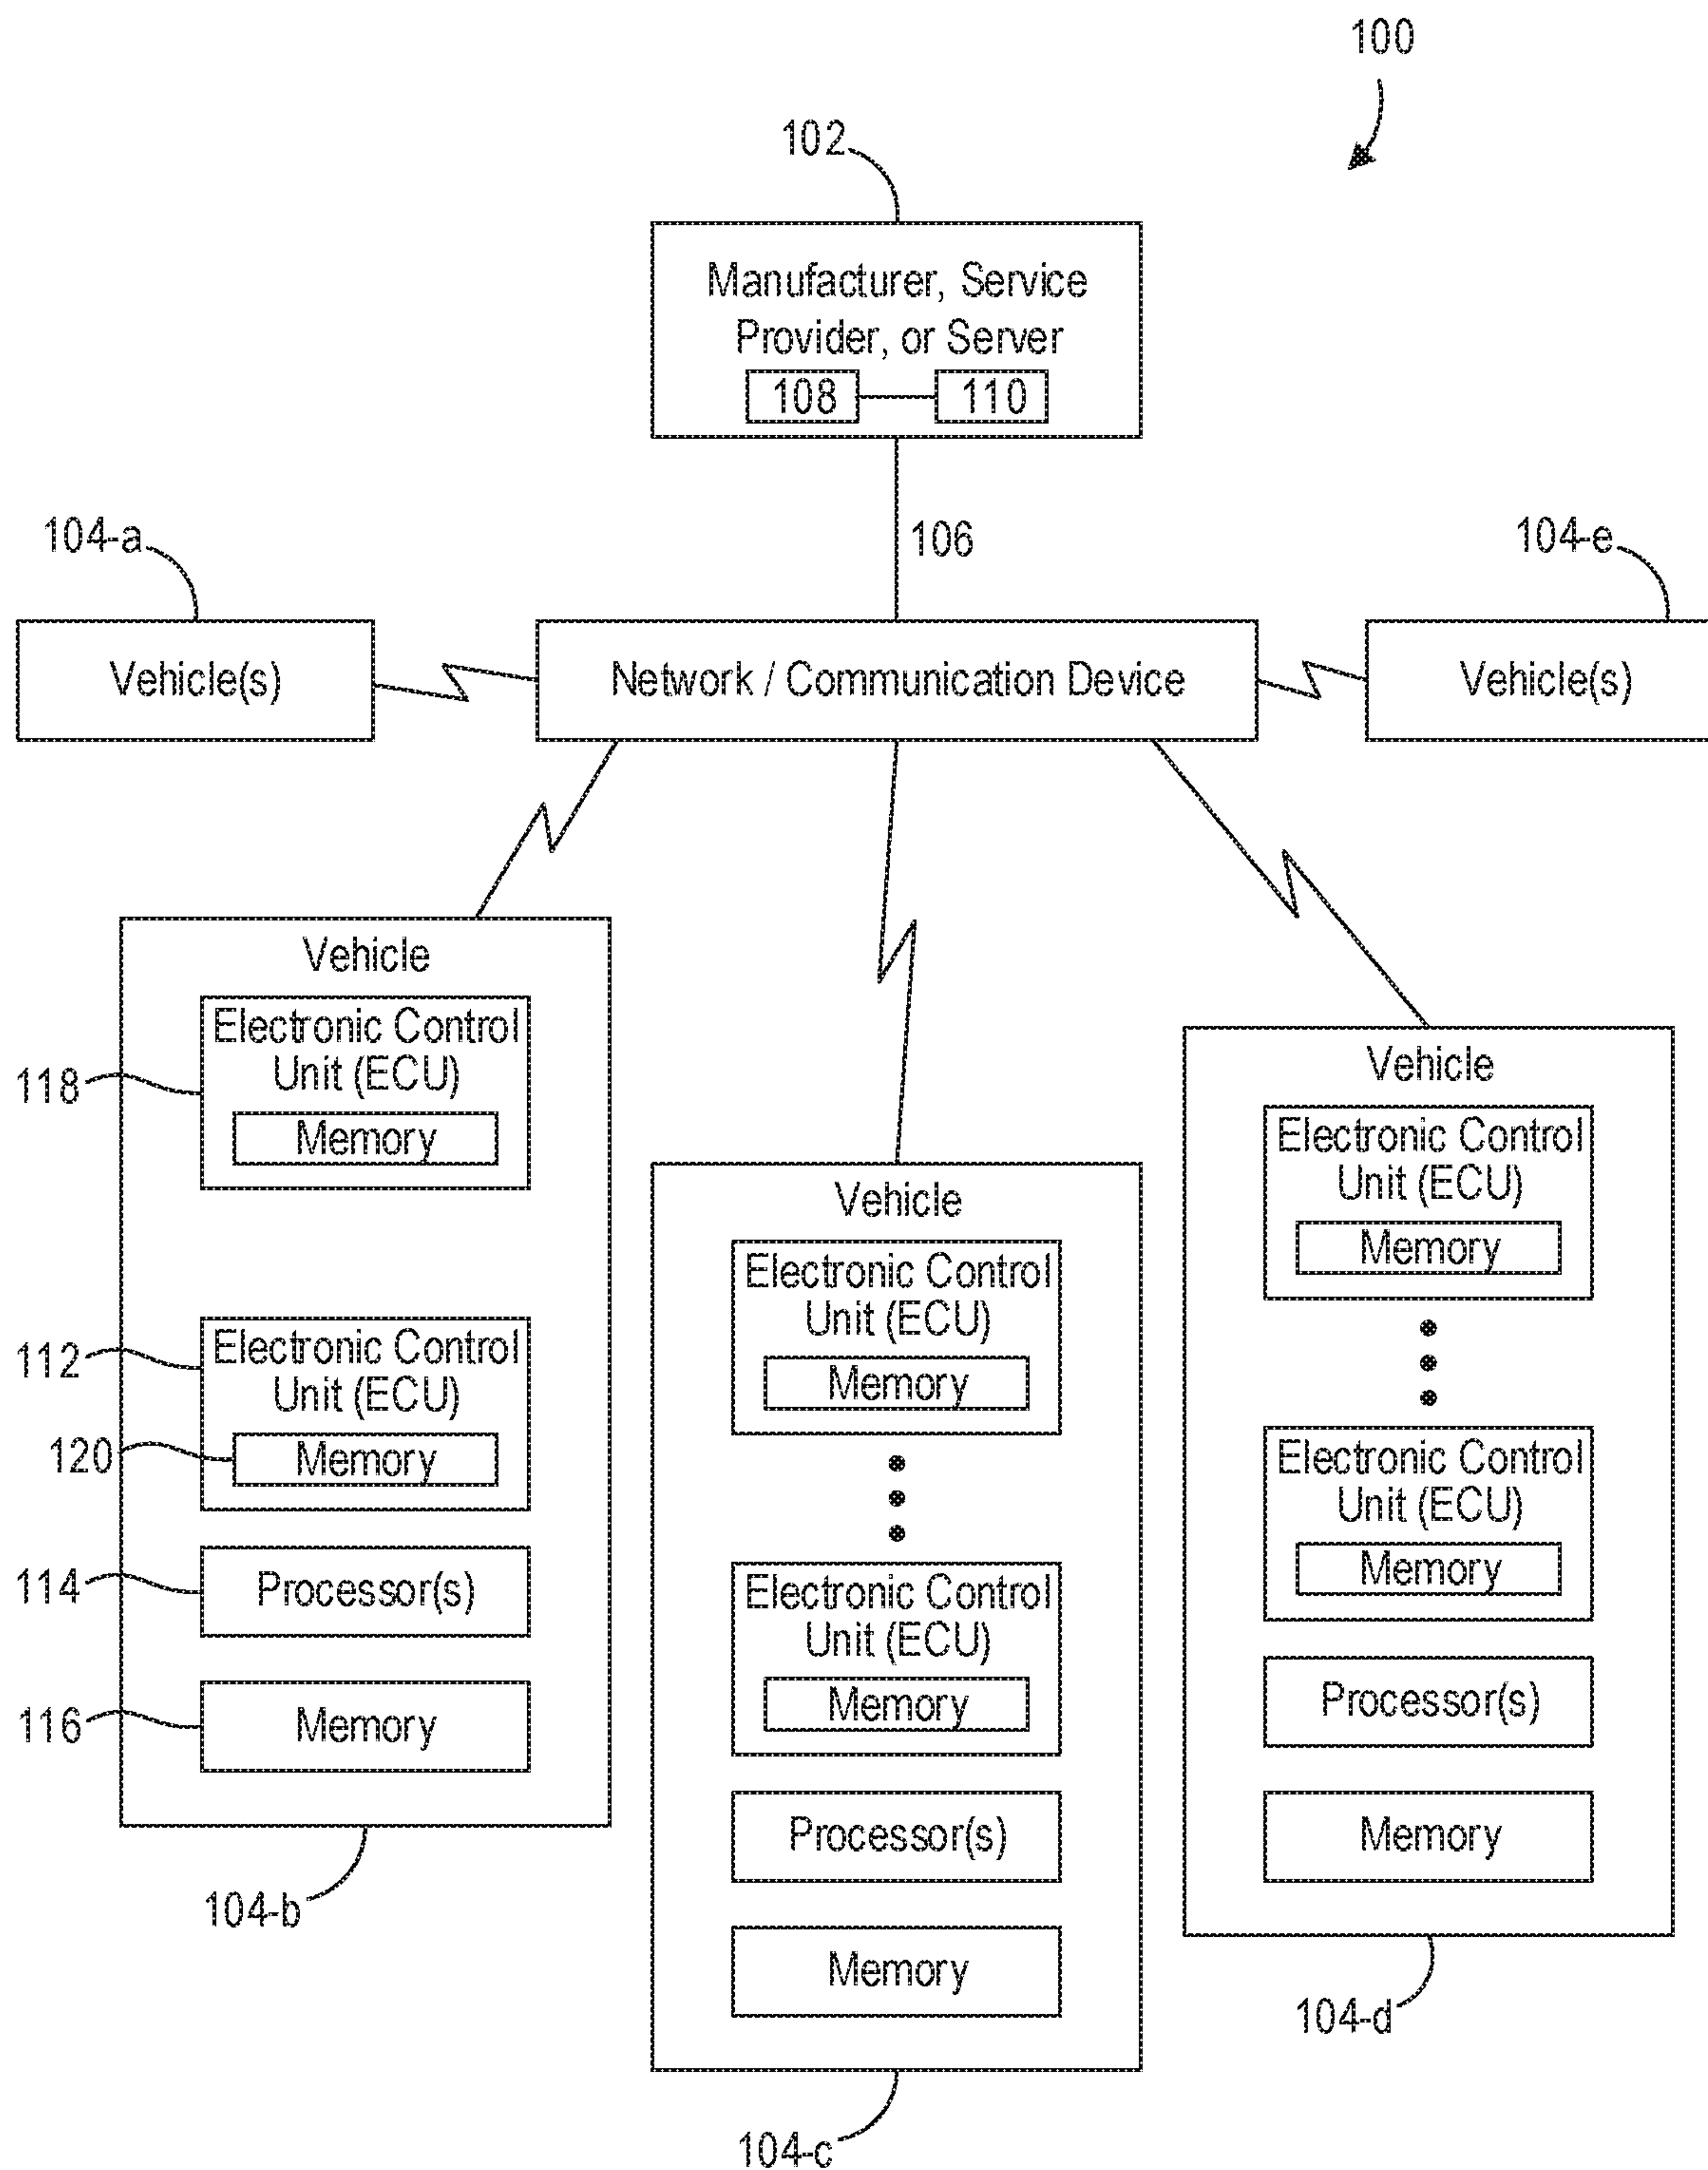 100
102
Manufacturer, Service
Provider, or Server
108
110
106
104-a
104-e
Vehicle(s)
Network / Communication Device
Vehicle(s)
Vehicle
Electronic Control
Unit (ECU)
Memory
118
Electronic Control
Unit (ECU)
Memory
112
120
Processor(s)
114
Memory
116
104-b
Vehicle
Electronic Control
Unit (ECU)
Memory
Electronic Control
Unit (ECU)
Memory
Processor(s)
Memory
104-c
Vehicle
Electronic Control
Unit (ECU)
Memory
Electronic Control
Unit (ECU)
Memory
Processor(s)
Memory
104-d